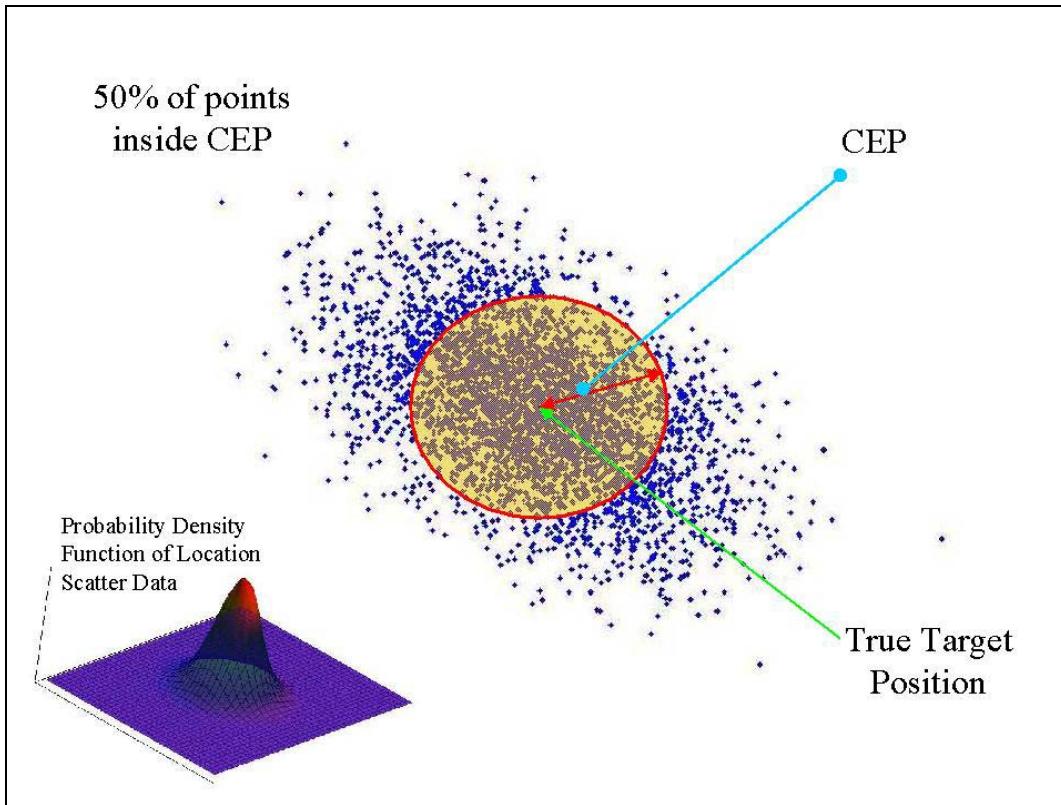 50% of points
inside CEP
CEP
Probability Density
Function of Location
Scatter Data
True Target
Position